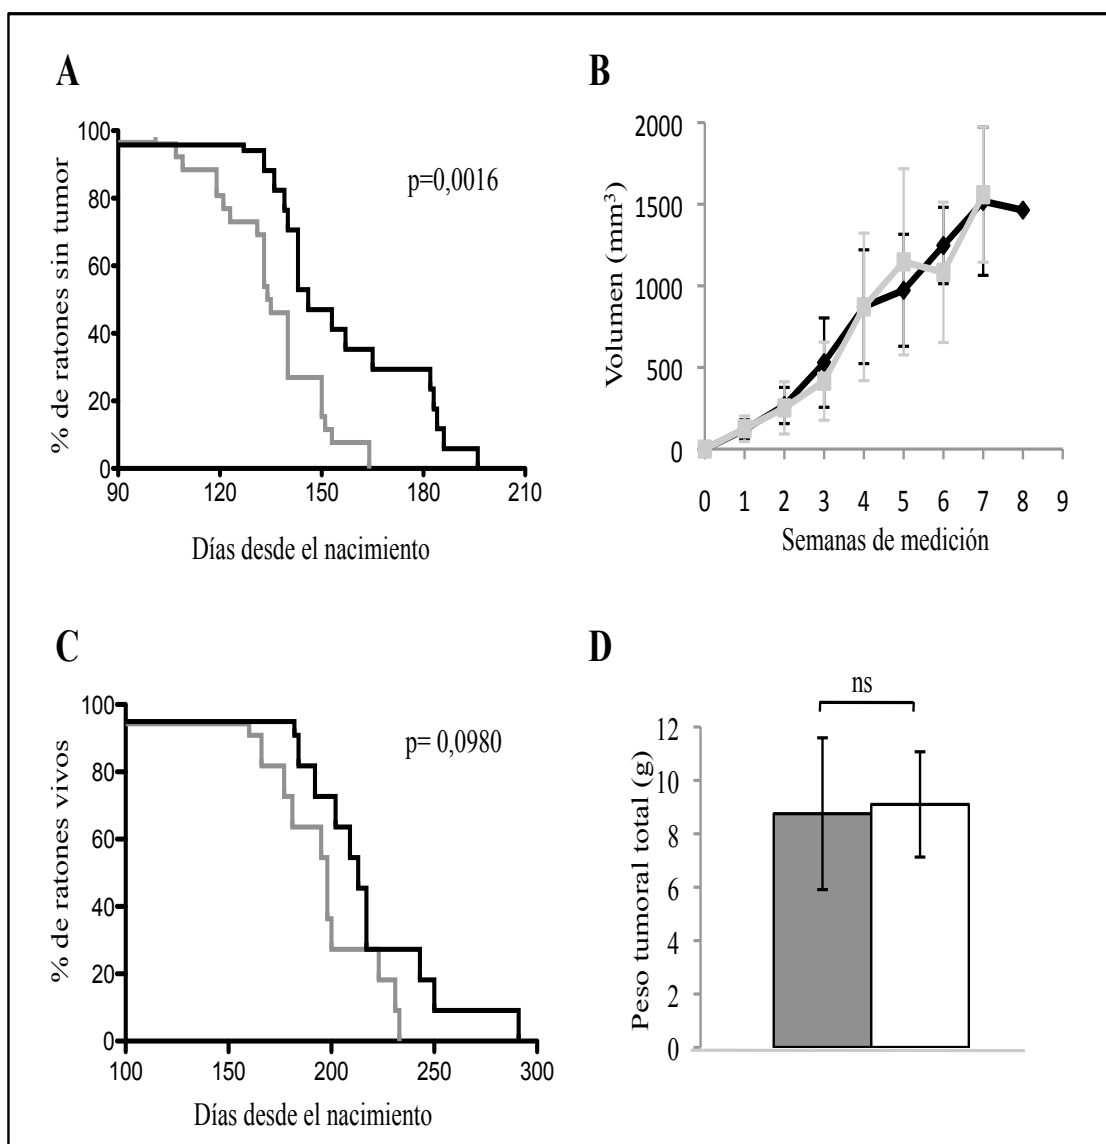 A
% de ratones sin tumor
100
80
60
40
20
0
p=0,0016
90 120 150 180 210
Días desde el nacimiento
B
Volumen (mm³)
2000
1500
1000
500
0
0 1 2 3 4 5 6 7 8 9
Semanas de medición
C
% de ratones vivos
100
80
60
40
20
0
p= 0,0980
100 150 200 250 300
Días desde el nacimiento
D
ns
Peso tumoral total (g)
12
10
8
6
4
2
0